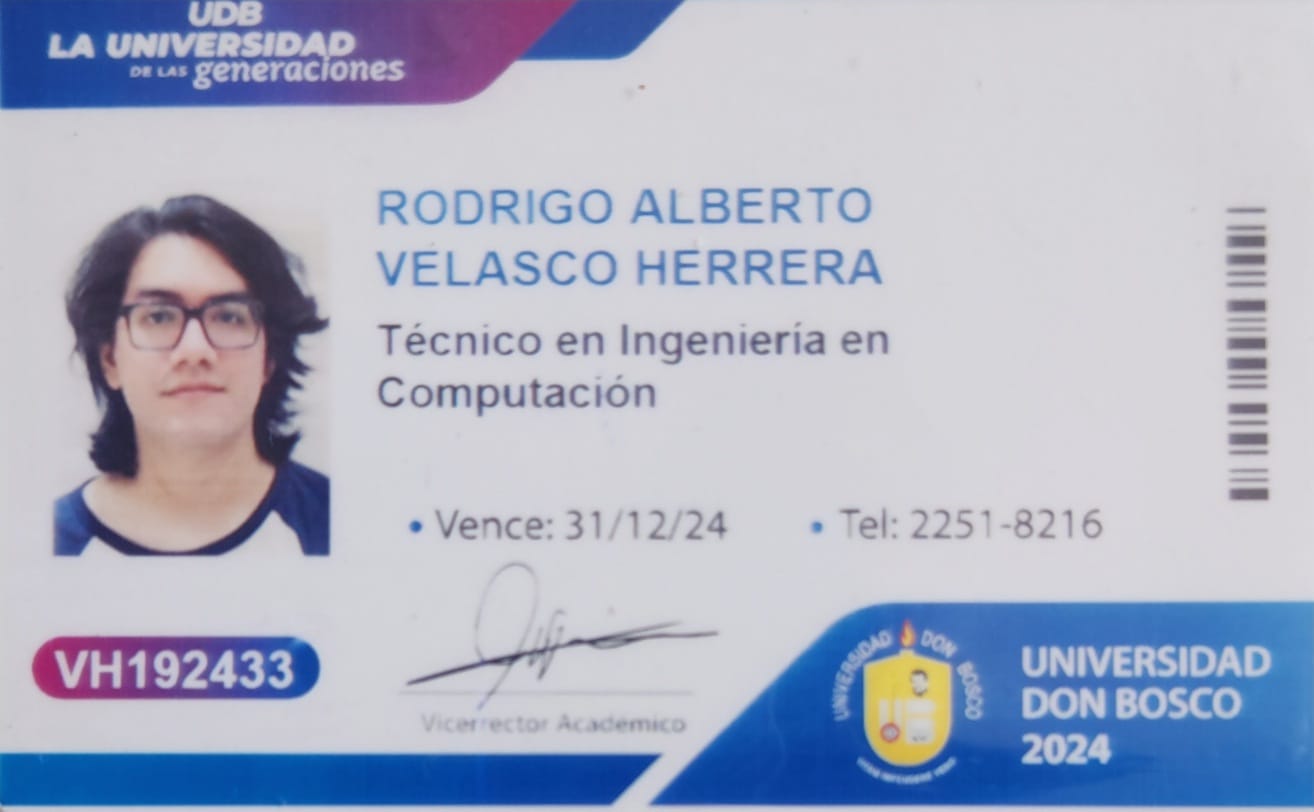 UDB
LA UNIVERSIDAD
DE LAS generaciones
RODRIGO ALBERTO
VELASCO HERRERA
Técnico en Ingeniería en
Computación
• Vence: 31/12/24
• Tel: 2251-8216
VH192433
Vicerrector Académico
UNIVERSIDAD DON BOSCO
UNIVERSIDAD
DON BOSCO
2024